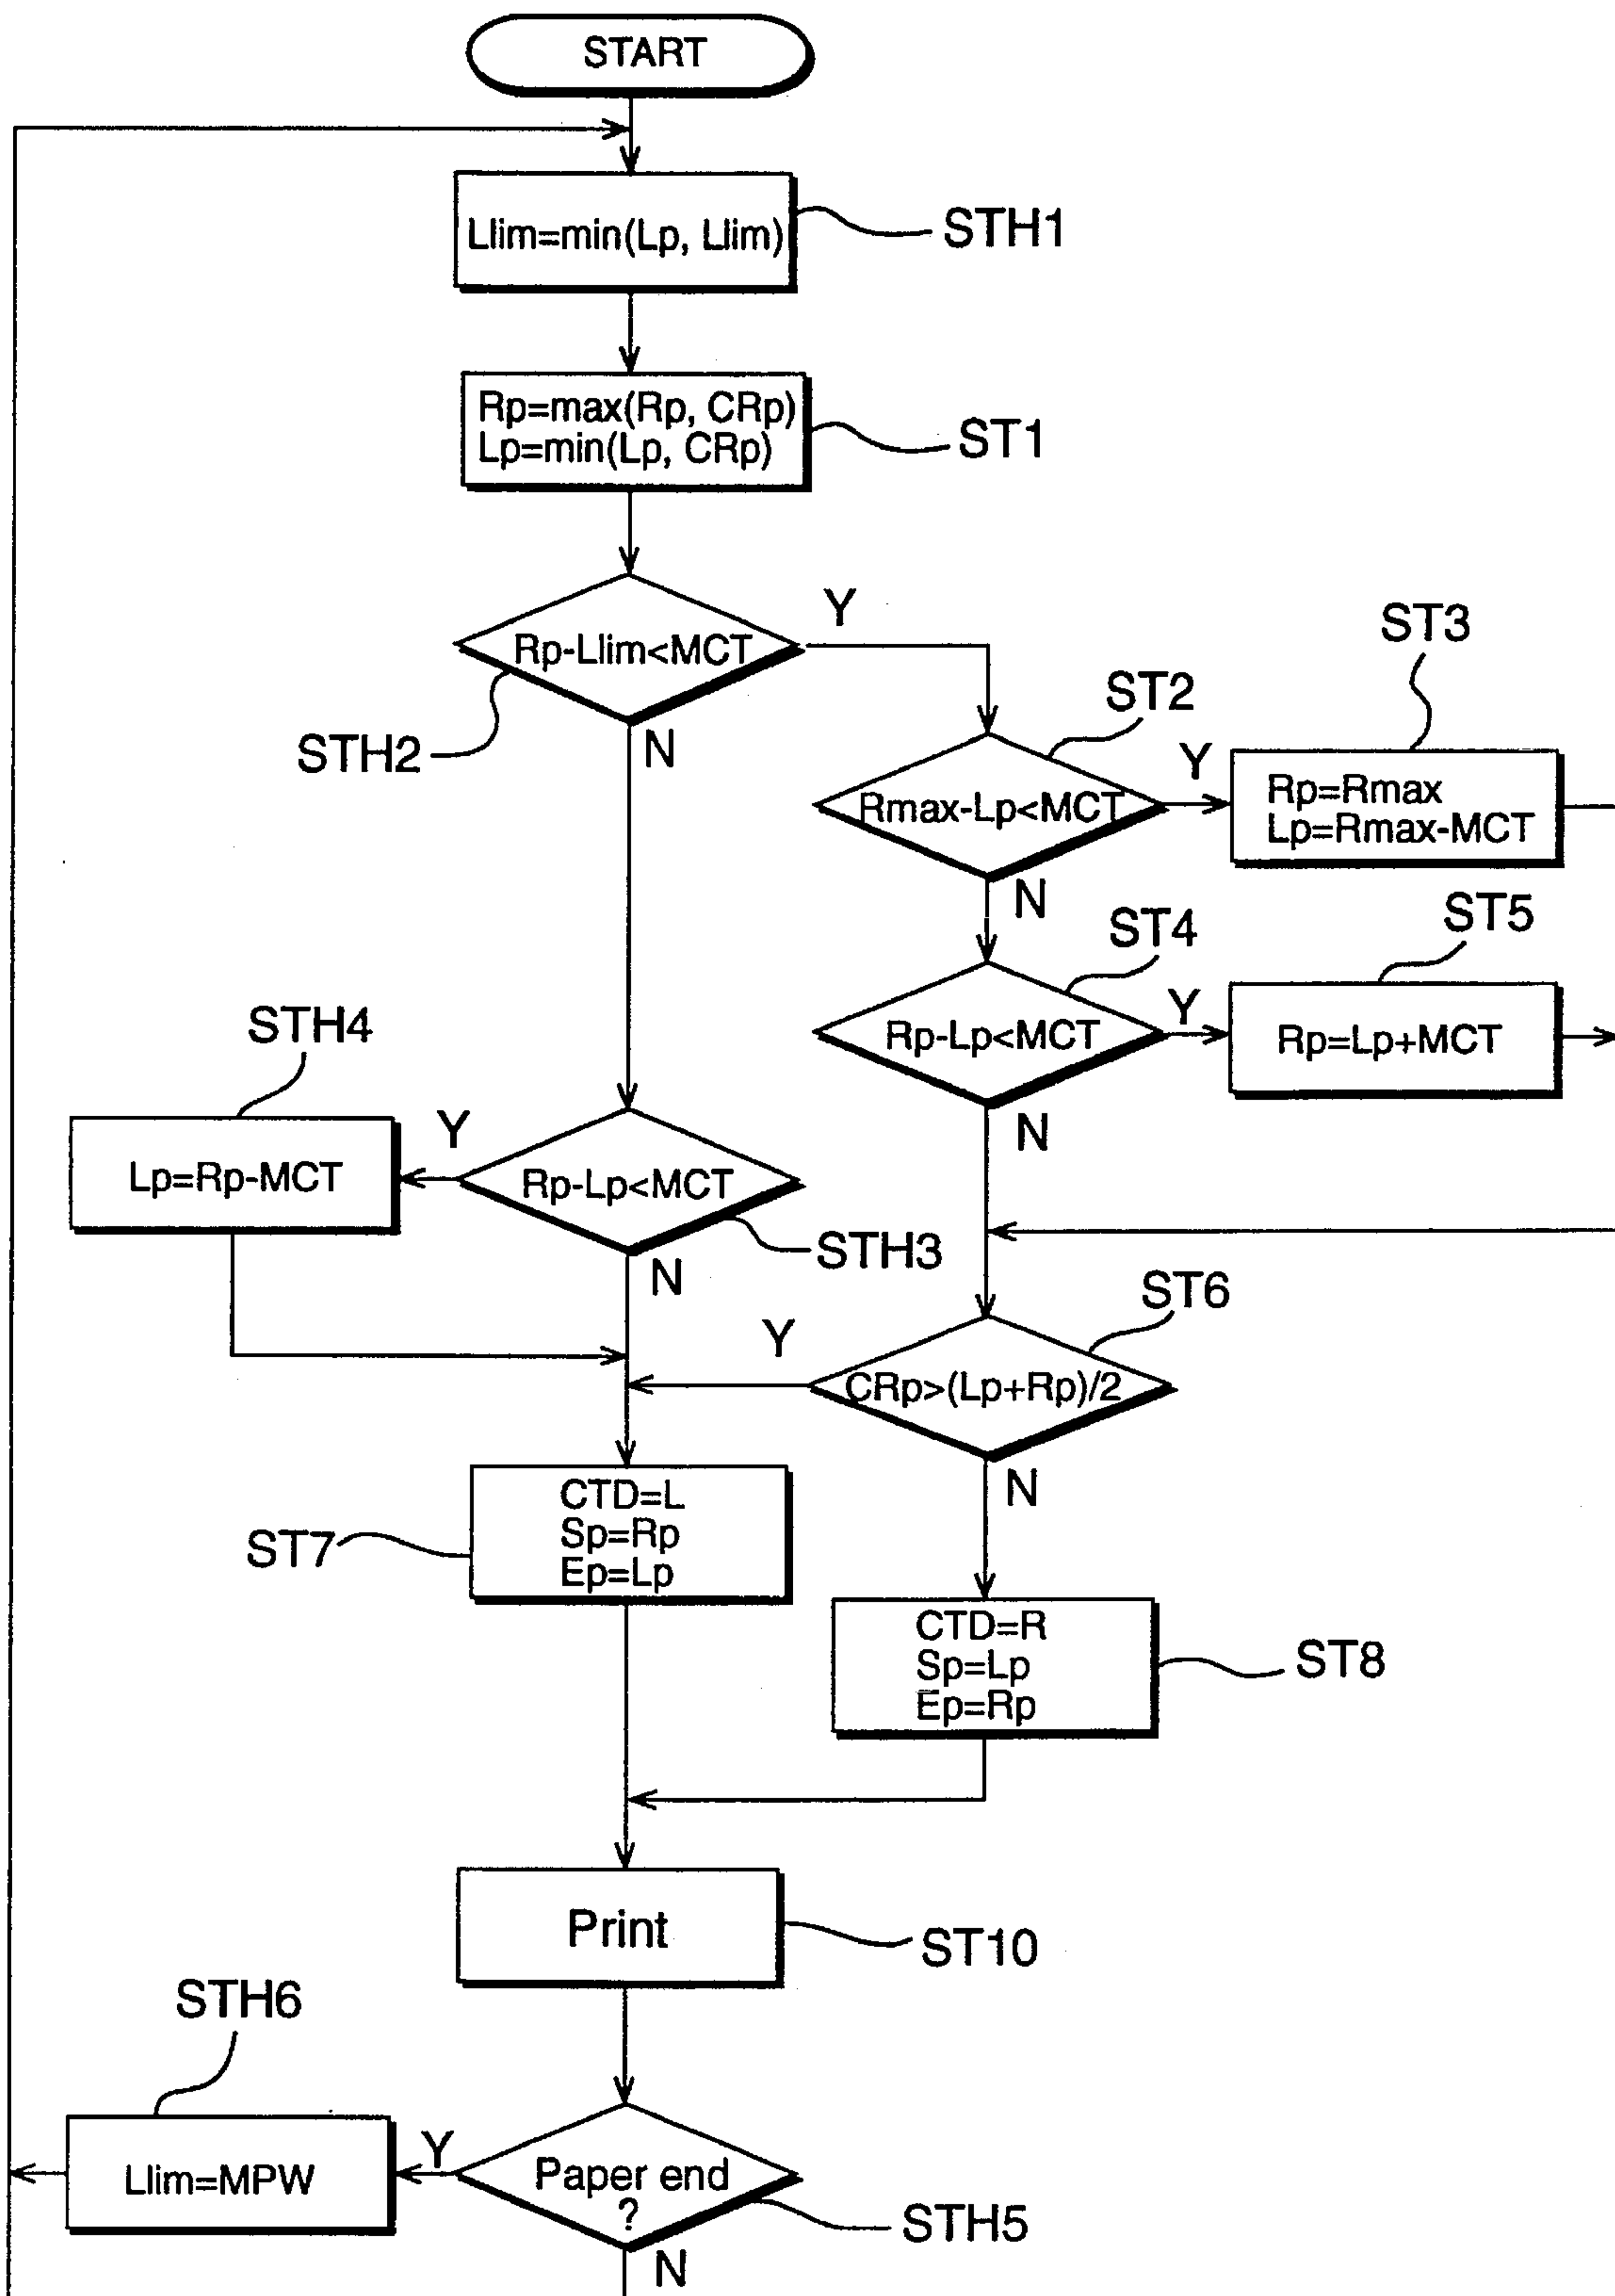 START
Llim=min(Lp, Llim)
STH1
Rp=max(Rp, CRp)
Lp=min(Lp, CRp)
ST1
Rp-Llim<MCT
Y
STH2
N
ST2
ST3
Rmax-Lp<MCT
Y
Rp=Rmax
Lp=Rmax-MCT
N
ST4
ST5
Rp-Lp<MCT
Y
Rp=Lp+MCT
N
STH4
Lp=Rp-MCT
Y
Rp-Lp<MCT
STH3
N
ST6
Y
CRp>(Lp+Rp)/2
N
CTD=L
Sp=Rp
Ep=Lp
ST7
CTD=R
Sp=Lp
Ep=Rp
ST8
Print
ST10
STH6
Llim=MPW
Y
Paper end
?
STH5
N